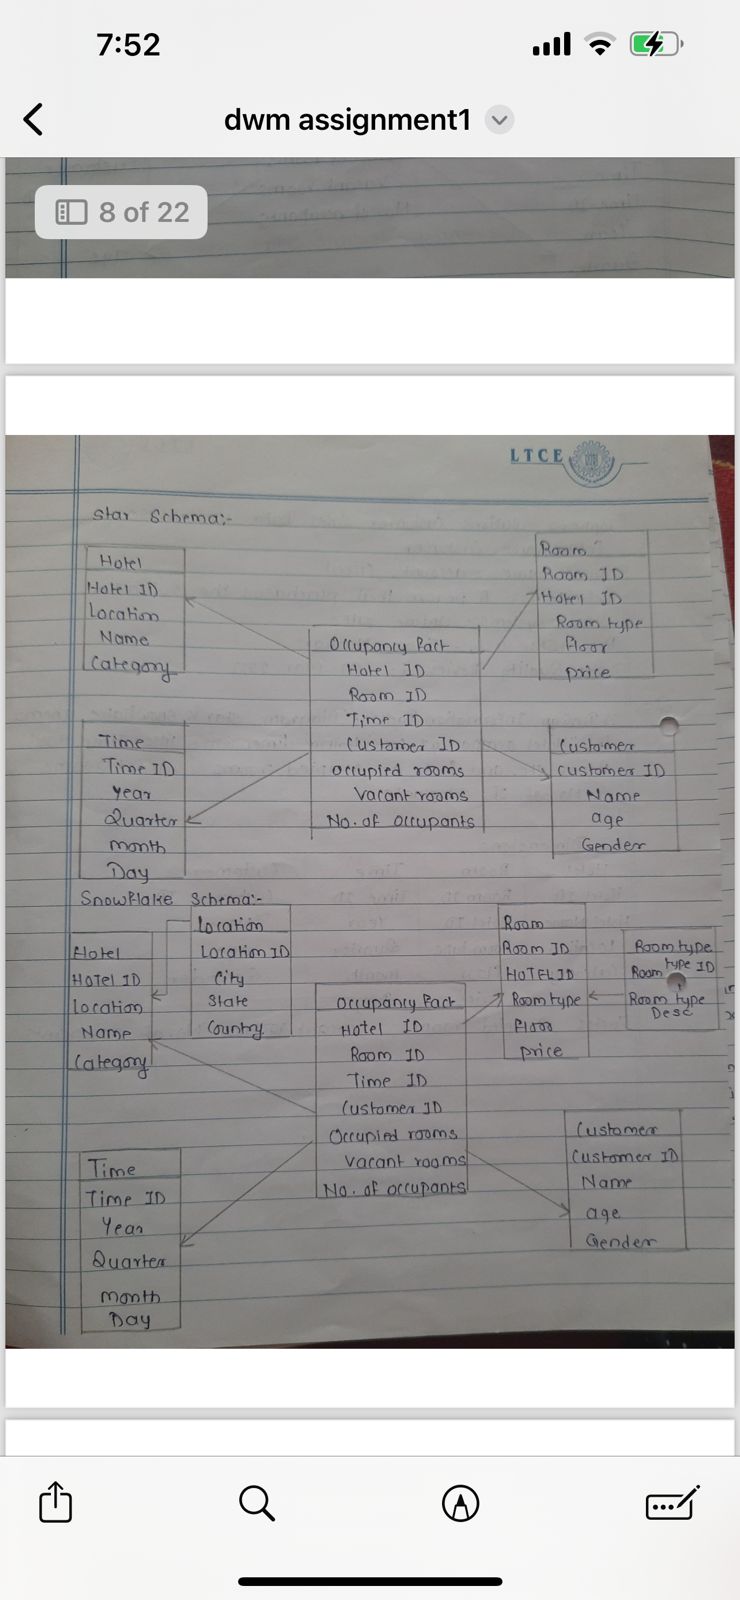 7:52
dwm assignment1
8 of 22
LTCE
Star Schema:-
Hotel
Hotel ID
Location
Name
Category
Room
Room ID
Hotel ID
Room type
floor
price
Occupancy Fact
Hotel ID
Room ID
Time ID
Customer ID
occupied rooms
Vacant rooms
No. of occupants
Time
Time ID
Year
Quarter
month
Day
Customer
customer ID
Name
age
Gender
Snowflake Schema:-
Location
Location ID
City
State
Country
Hotel
HOTEL ID
Location
Name
Category
Room
Room ID
HOTEL ID
Room type
Floor
price
Room type
Room type ID
Room type
Desc
Occupancy Fact
Hotel ID
Room ID
Time ID
Customer ID
Occupied rooms
Vacant rooms
No. of occupants
Time
Time ID
Year
Quarter
month
Day
Customer
Customer ID
Name
age
Gender